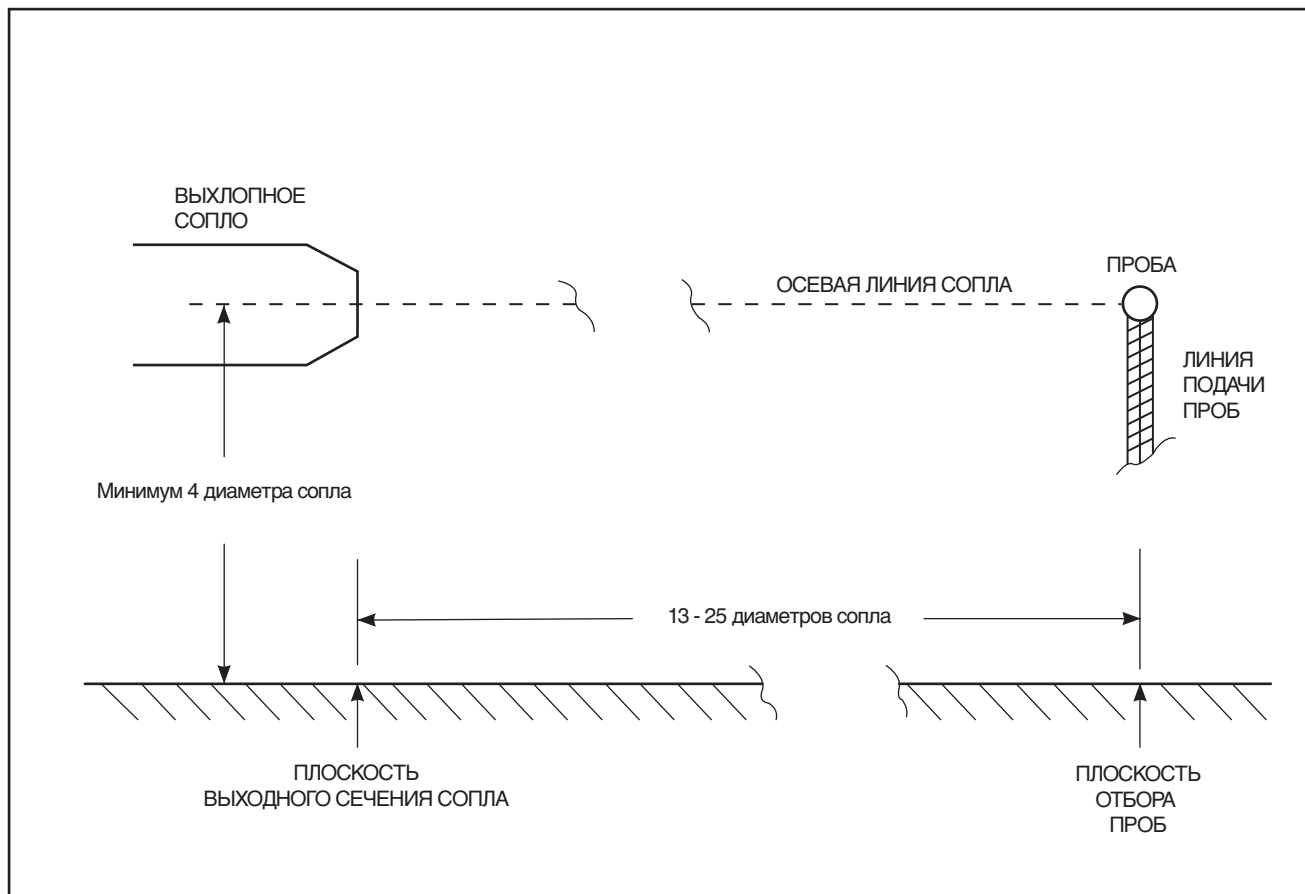 ВЫХЛОПНОЕ
СОПЛО
ОСЕВАЯ ЛИНИЯ СОПЛА
ПРОБА
ЛИНИЯ
ПОДАЧИ
ПРОБ
Минимум 4 диаметра сопла
13 - 25 диаметров сопла
ПЛОСКОСТЬ
ВЫХОДНОГО СЕЧЕНИЯ СОПЛА
ПЛОСКОСТЬ
ОТБОРА
ПРОБ